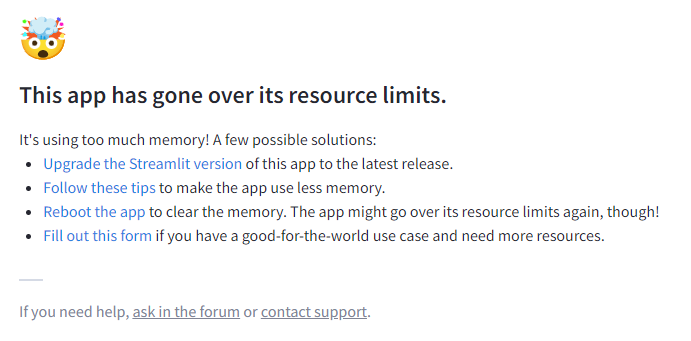 This app has gone over its resource limits.
It's using too much memory! A few possible solutions:
• Upgrade the Streamlit version of this app to the latest release.
• Follow these tips to make the app use less memory.
• Reboot the app to clear the memory. The app might go over its resource limits again, though!
• Fill out this form if you have a good-for-the-world use case and need more resources.
If you need help, ask in the forum or contact support.